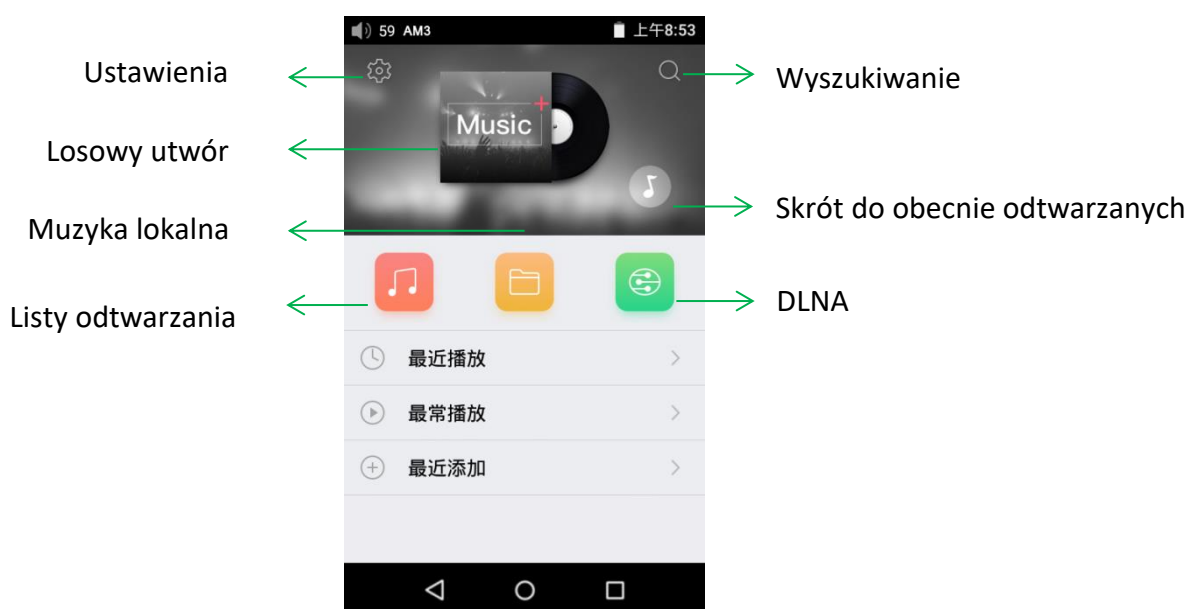 59 AM3 上午8:53
Ustawienia
Wyszukiwanie
Music
Losowy utwór
Skrót do obecnie odtwarzanych
Muzyka lokalna
DLNA
Listy odtwarzania
最近播放
最常播放
最近添加